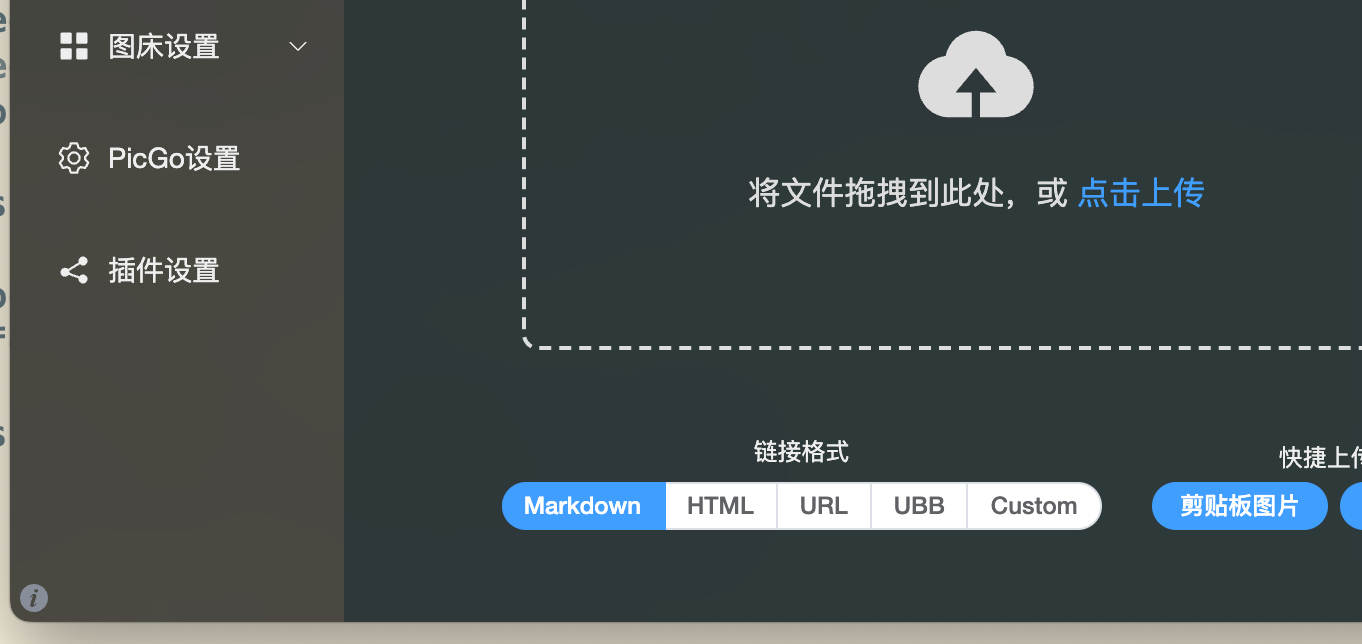 图床设置
PicGo设置
插件设置
将文件拖拽到此处，或 点击上传
链接格式
Markdown HTML URL UBB Custom
快捷上传
剪贴板图片